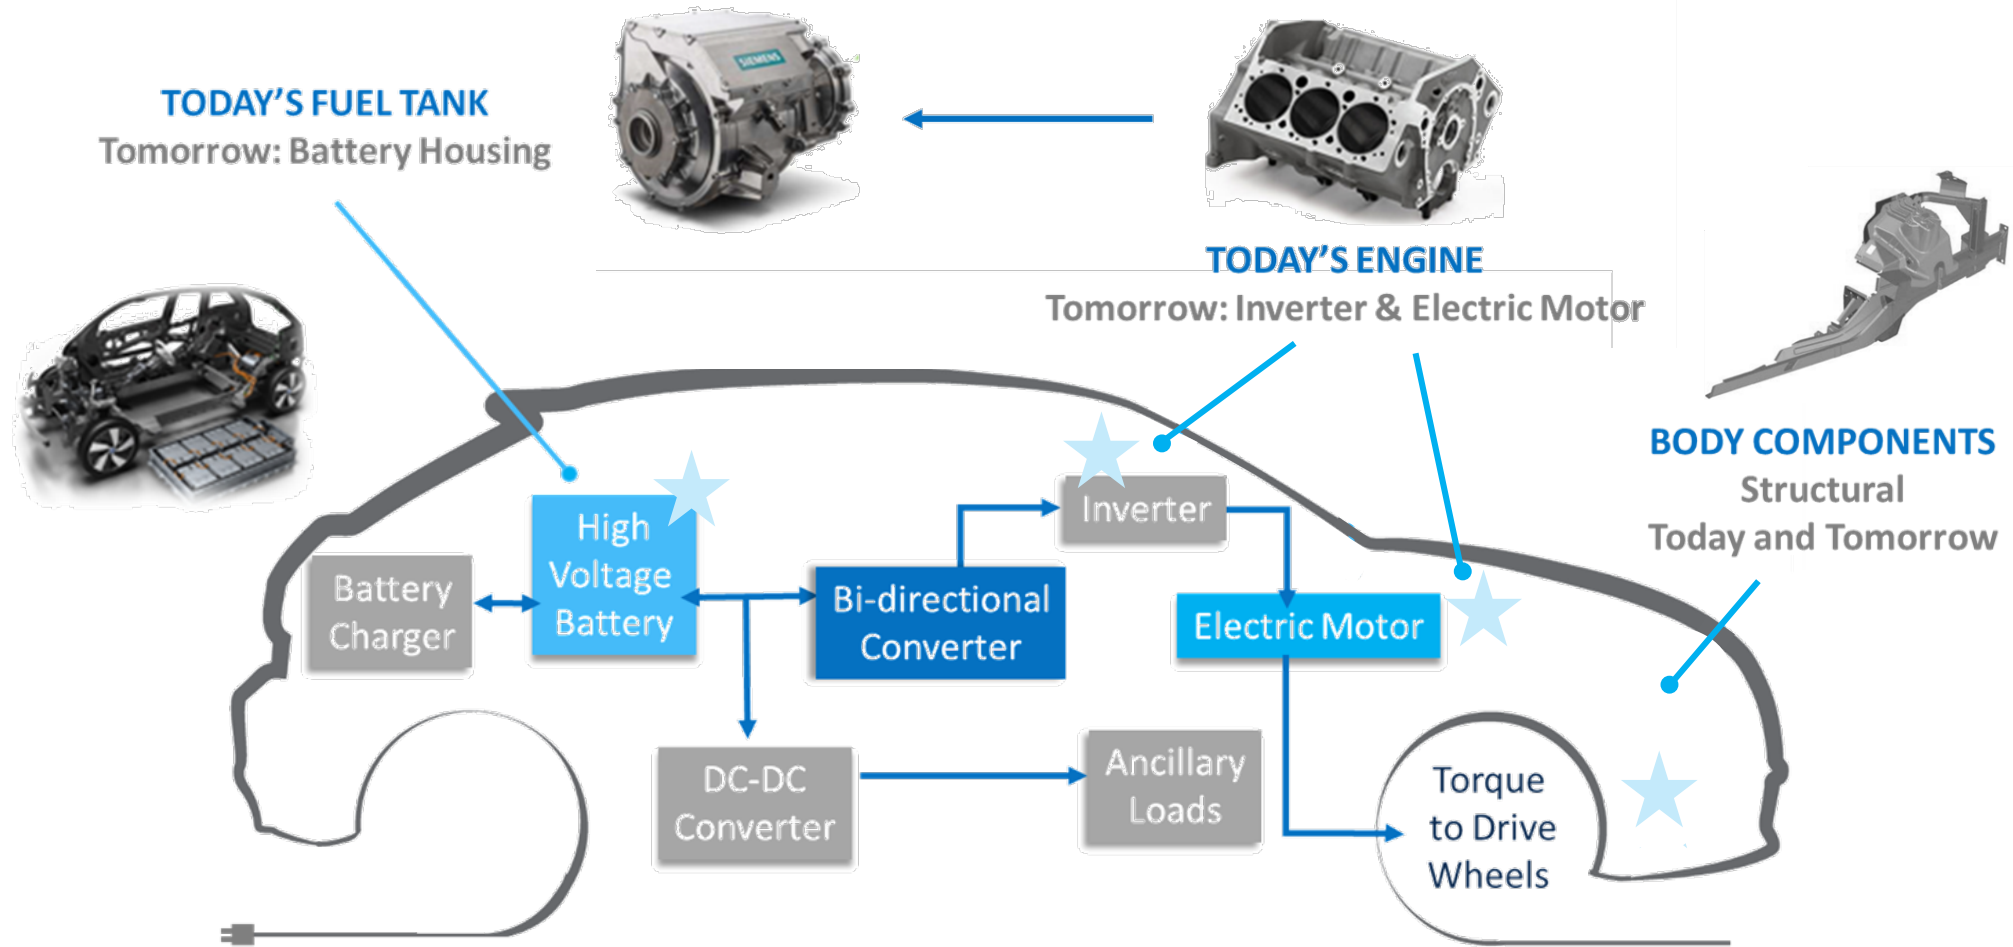 SIEMENS
TODAY'S FUEL TANK
Tomorrow: Battery Housing
TODAY'S ENGINE
Tomorrow: Inverter & Electric Motor
BODY COMPONENTS
Structural
Today and Tomorrow
Battery
Charger
High
Voltage
Battery
Bi-directional
Converter
Inverter
Electric Motor
DC-DC
Converter
Ancillary
Loads
Torque
to Drive
Wheels